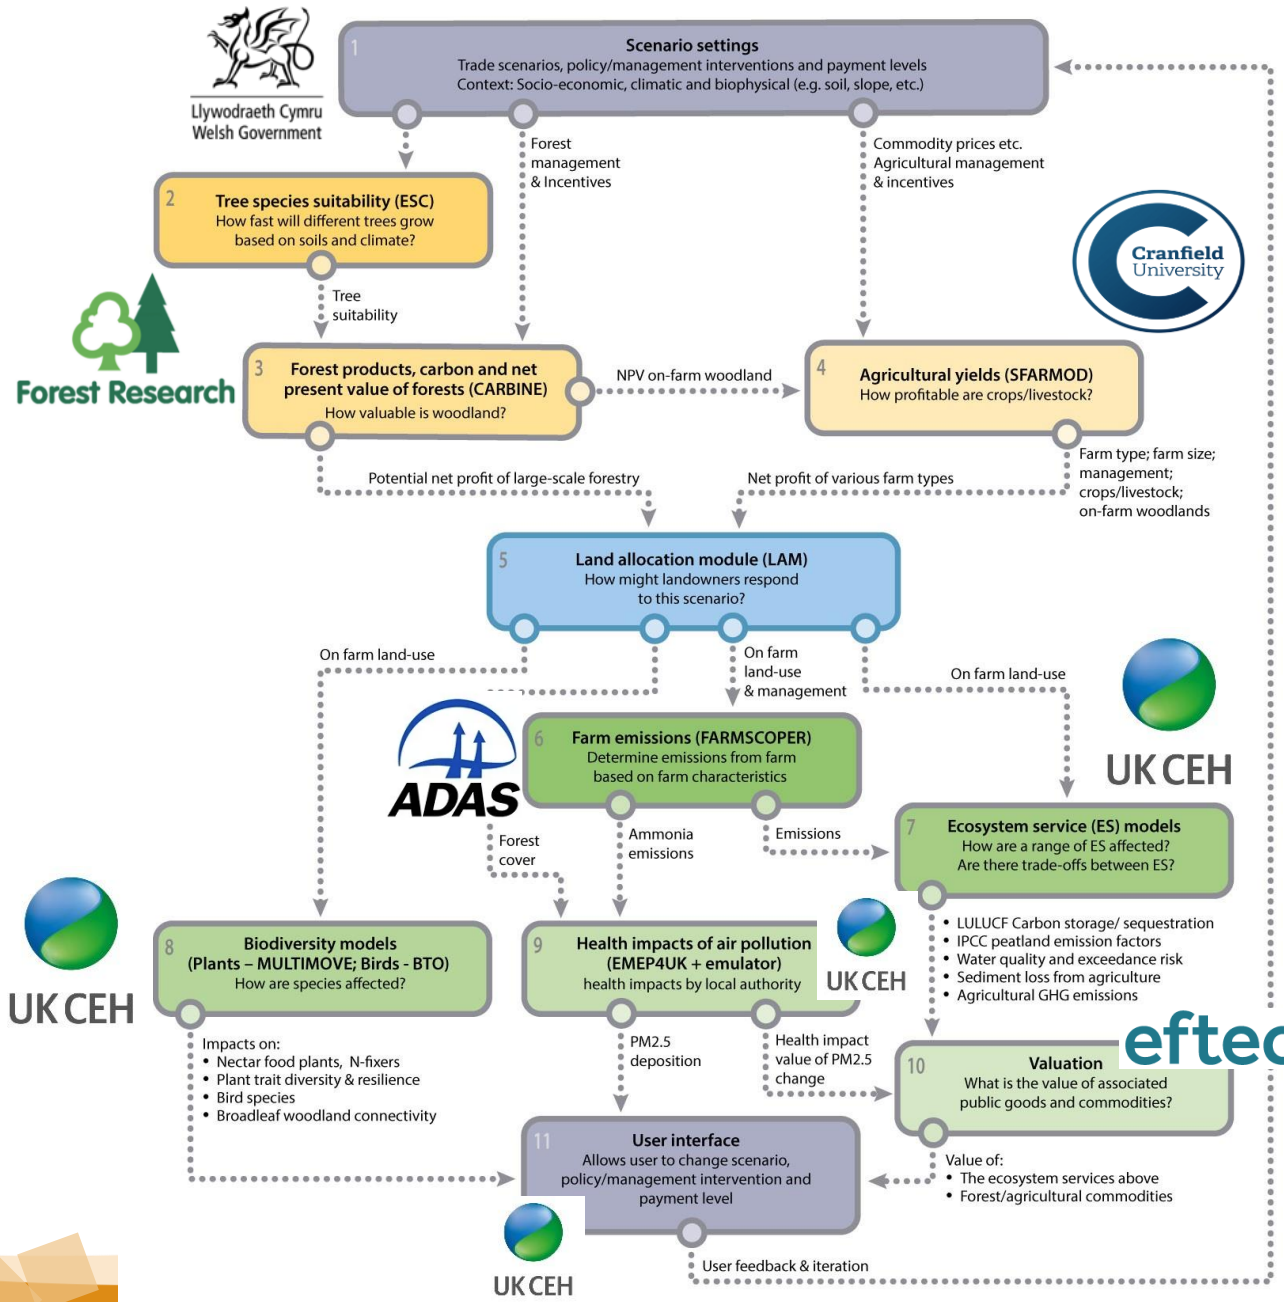 Llywodraeth Cymru
Welsh Government
1
Scenario settings
Trade scenarios, policy/management interventions and payment levels
Context: Socio-economic, climatic and biophysical (e.g. soil, slope, etc.)
Forest
management
& Incentives
Commodity prices etc.
Agricultural management
& incentives
2
Tree species suitability (ESC)
How fast will different trees grow
based on soils and climate?
Cranfield
University
Tree
suitability
Forest Research
3
Forest products, carbon and net
present value of forests (CARBINE)
How valuable is woodland?
NPV on-farm woodland
4
Agricultural yields (SFARMOD)
How profitable are crops/livestock?
Potential net profit of large-scale forestry
Net profit of various farm types
Farm type; farm size;
management;
crops/livestock;
on-farm woodlands
5
Land allocation module (LAM)
How might landowners respond
to this scenario?
On farm land-use
On farm
land-use
& management
On farm land-use
UK CEH
ADAS
6
Farm emissions (FARMSCOPER)
Determine emissions from farm
based on farm characteristics
Forest
cover
Ammonia
emissions
Emissions
7
Ecosystem service (ES) models
How are a range of ES affected?
Are there trade-offs between ES?
• LULUCF Carbon storage/ sequestration
• IPCC peatland emission factors
• Water quality and exceedance risk
• Sediment loss from agriculture
• Agricultural GHG emissions
UK CEH
8
Biodiversity models
(Plants – MULTIMOVE; Birds - BTO)
How are species affected?
9
Health impacts of air pollution
(EMEP4UK + emulator)
health impacts by local authority
UK CEH
Impacts on:
• Nectar food plants, N-fixers
• Plant trait diversity & resilience
• Bird species
• Broadleaf woodland connectivity
PM2.5
deposition
Health impact
value of PM2.5
change
eftec
10
Valuation
What is the value of associated
public goods and commodities?
11
User interface
Allows user to change scenario,
policy/management intervention and
payment level
Value of:
• The ecosystem services above
• Forest/agricultural commodities
UK CEH
User feedback & iteration